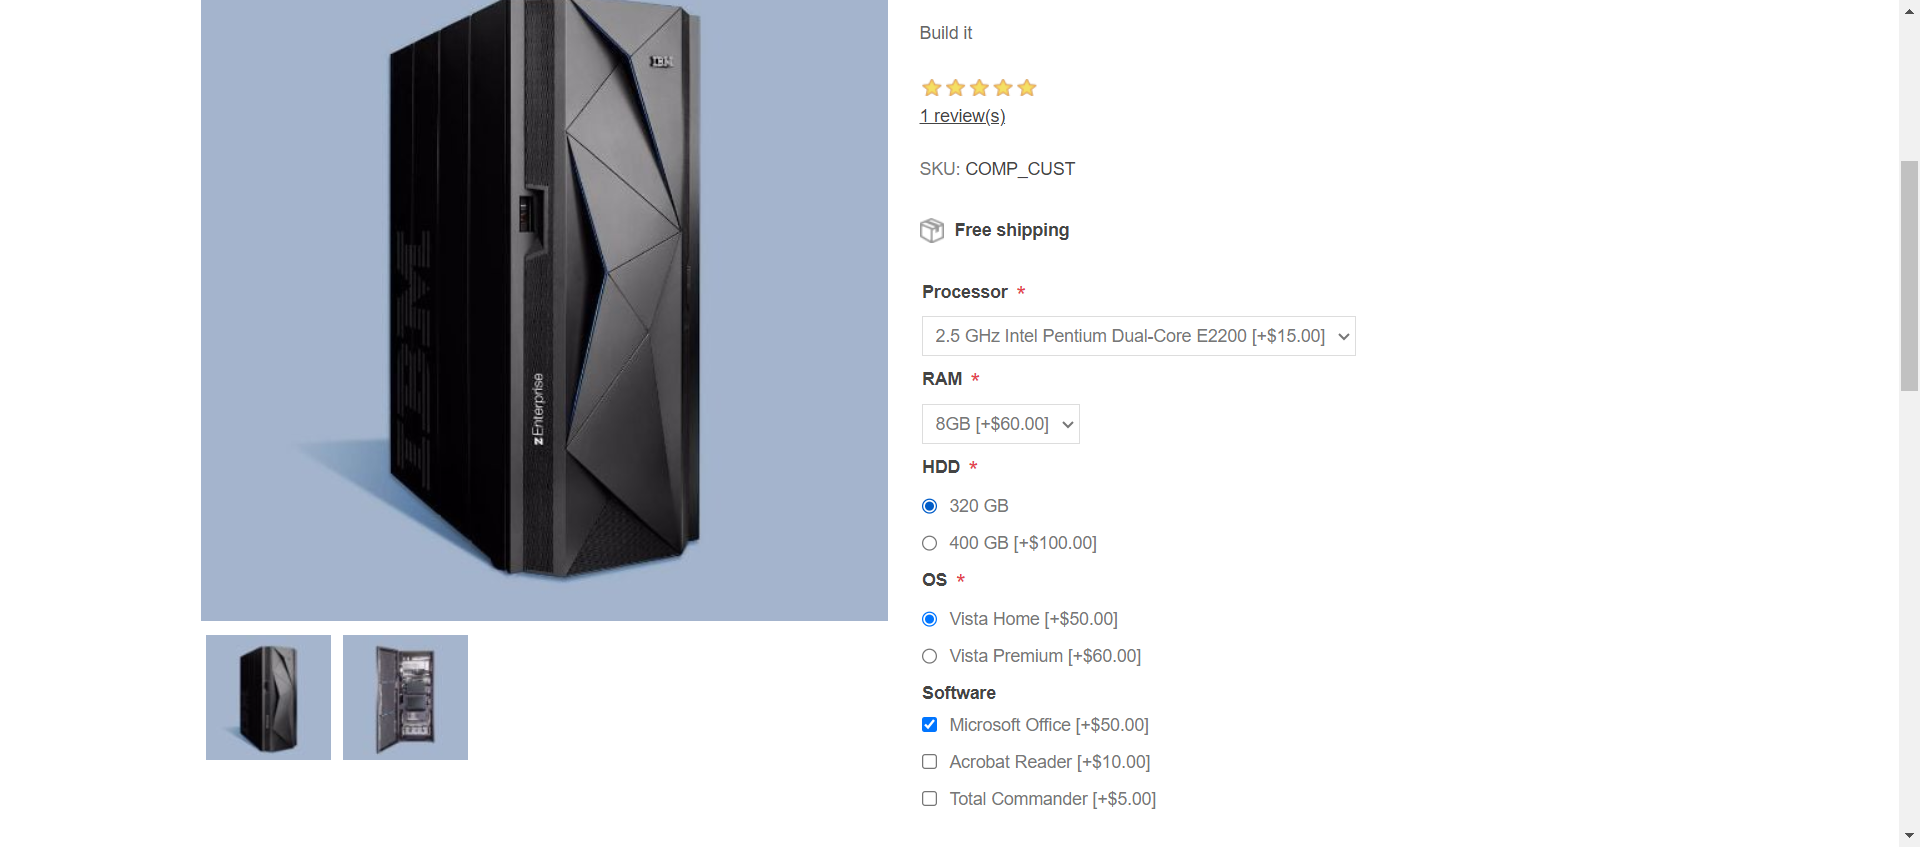 Build it
1 review(s)
SKU: COMP_CUST
Free shipping
Processor *
2.5 GHz Intel Pentium Dual-Core E2200 [+$15.00]
RAM *
8GB [+$60.00]
HDD *
320 GB
400 GB [+$100.00]
OS *
Vista Home [+$50.00]
Vista Premium [+$60.00]
Software
Microsoft Office [+$50.00]
Acrobat Reader [+$10.00]
Total Commander [+$5.00]
IBM
IBM
z Enterprise